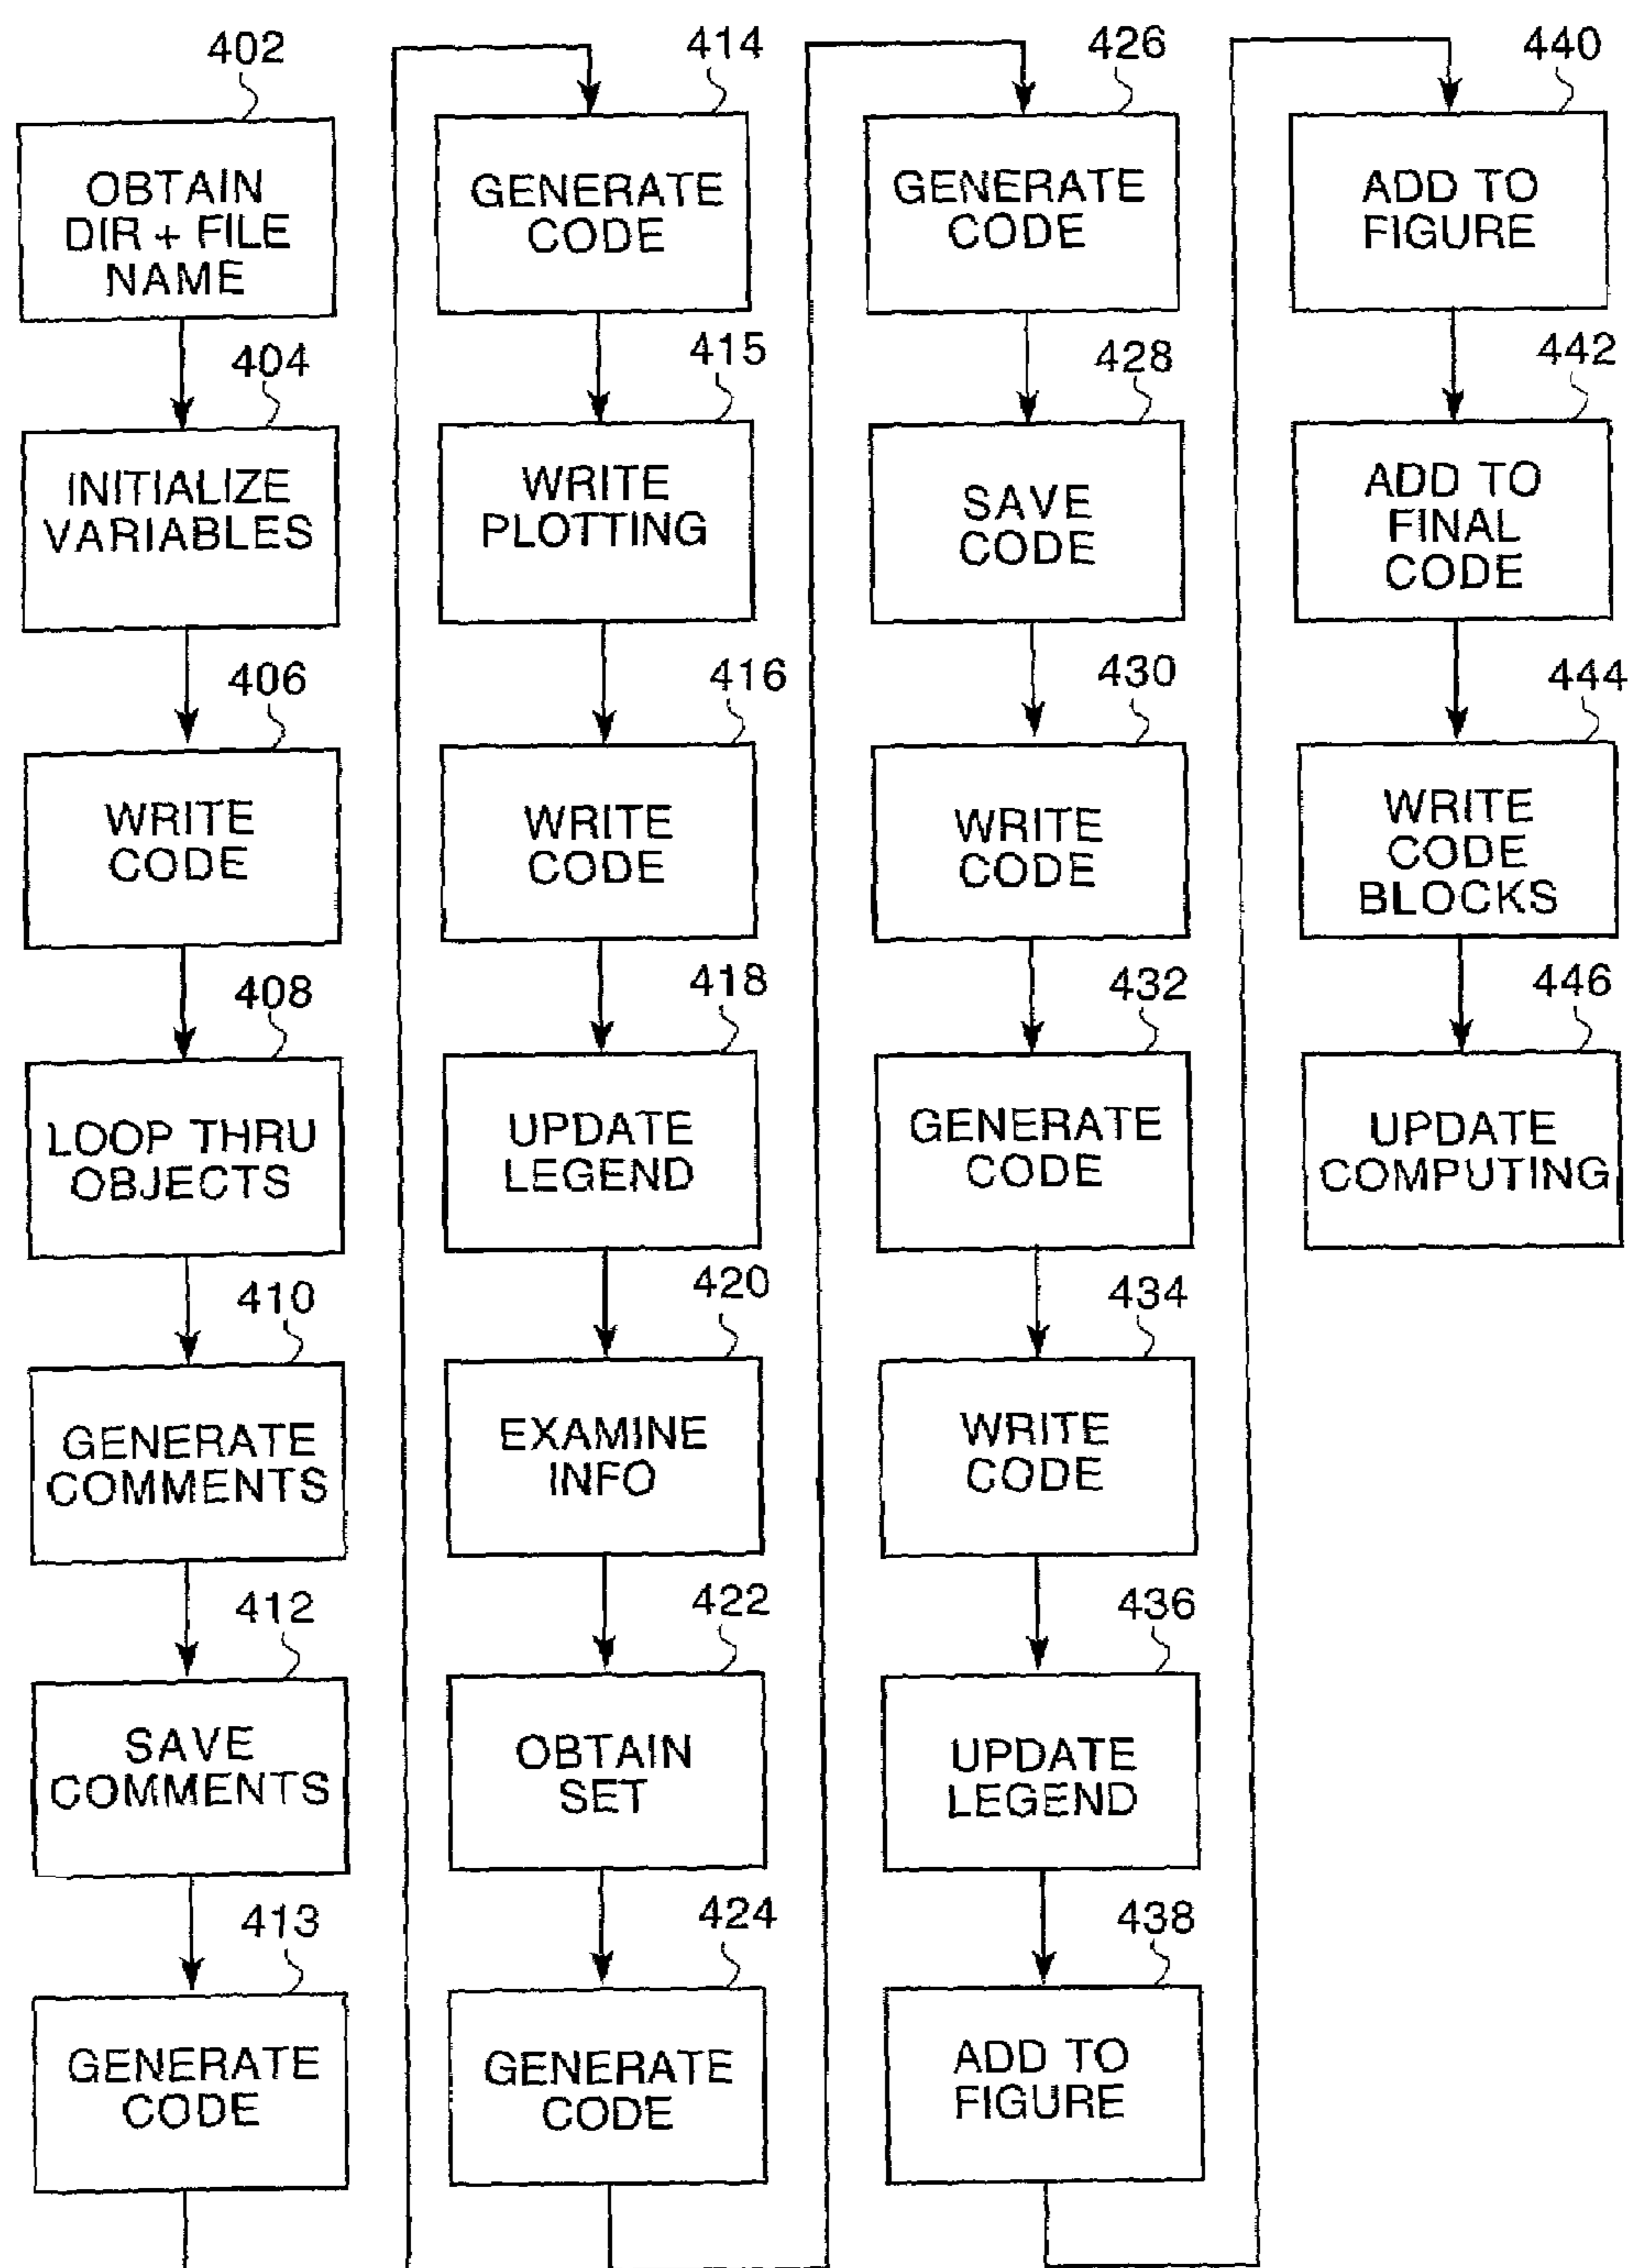 402
OBTAIN
DIR + FILE
NAME
404
INITIALIZE
VARIABLES
406
WRITE
CODE
408
LOOP THRU
OBJECTS
410
GENERATE
COMMENTS
412
SAVE
COMMENTS
413
GENERATE
CODE
414
GENERATE
CODE
415
WRITE
PLOTTING
416
WRITE
CODE
418
UPDATE
LEGEND
420
EXAMINE
INFO
422
OBTAIN
SET
424
GENERATE
CODE
426
GENERATE
CODE
428
SAVE
CODE
430
WRITE
CODE
432
GENERATE
CODE
434
WRITE
CODE
436
UPDATE
LEGEND
438
ADD TO
FIGURE
440
ADD TO
FIGURE
442
ADD TO
FINAL
CODE
444
WRITE
CODE
BLOCKS
446
UPDATE
COMPUTING